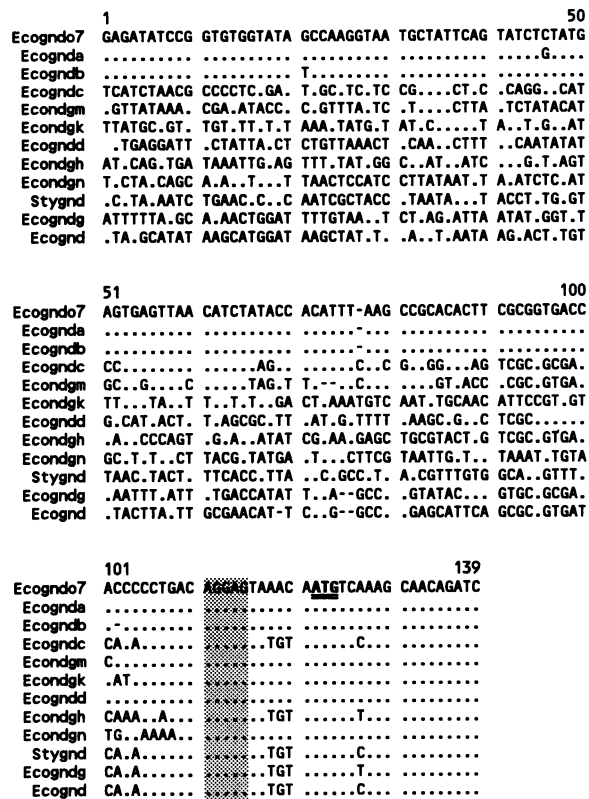 1 50
Ecogndo7 GAGATATCCG GTGTGGTATA GCCAAGGTAA TGCTATTCAG TATCTCTATG
Ecognda .......... .......... .......... .......... .....G....
Ecogndb .......... .......... T......... .......... ..........
Ecogndc TCATCTAACG CCCCTC.GA. T.GC.TC.TC CG....CT.C .CAGG..CAT
Econdgm .GTTATAAA. CGA.ATACC. C.GTTTA.TC T....CTTA .TCTATACAT
Econdgk TTATGC.GT. TGT.TT.T.T AAA.TATG.T AT.C.....T A..T.G..AT
Ecogndd ..TGAGGATT .CTATTA.CT CTGTTAAACT .CAA..CTTT ..CAATATAT
Econdgh AT.CAG.TGA TAAATTG.AG TTT.TAT.GG C..AT..ATC ...G.T.AGT
Econdgn T.CTA.CAGC A.A..T...T TAACTCCATC CTTATAAT.T A.ATCTC.AT
Stygnd .C.TA.AATC TGAAC.C..C AATCGCTACC .TAATA..T. TACCT.TG.GT
Ecogndg ATTTTTA.GC A.AACTGGAT TTTGTAA..T CT.AG.ATTA ATAT.GGT.T
Ecognd .TA.GCATAT AAGCATGGAT AAGCTAT.T. .A..T.AATA AG.ACT.TGT
51 100
Ecogndo7 AGTGAGTTAA CATCTATACC ACATTT-AAG CCGCACACTT CGCGGTGACC
Ecognda .......... .......... ......-... .......... ..........
Ecogndb .......... .......... ......-... .......... ..........
Ecogndc CC........ ......AG.. ......C..C G..GG...AG TCGC.GCGA.
Econdgm GC..G....C .....TAG.T T..--..C. ....GT.ACC .CGC.GTGA.
Econdgk TT...TA..T T..T.T..GA CT.AAATGTC AAT.TGCAAC ATTCCGT.GT
Ecogndd G.CAT.ACT. T.AGCGC.TT .AT.G.TTTT .AAGC.G..C TCGC......
Econdgh .A..CCCAGT .G.A..ATAT CG.AA.GAGC TGCGTACT.G TCGC.GTGA.
Econdgn GC.T.T..CT TACG.TATGA .T...CTTCG TAATTG.T.. TAAAT.TGTA
Stygnd TAAC.TACT. TTCACC.TTA ..C.GCC.T. A.CGTTTGTG GCA..GTTT.
Ecogndg .AATTT.ATT .TGACCATAT T..A--GCC. .GTATAC... GTGC.GCGA.
Ecognd .TACTTA.TT GCGAACAT-T C..G--GCC. .GAGCATTCA GCGC.GTGAT
101 139
Ecogndo7 ACCCCCTGAC AGGAGTAAAC AATGTCAAAG CAACAGATC
Ecognda .......... .......... .......... .........
Ecogndb .-........ .......... .......... .........
Ecogndc CA.A...... .......TGT ......C... .........
Econdgm C......... .......... .......... .........
Econdgk .AT....... .......... .......... .........
Ecogndd .......... .......... .......... .........
Econdgh CAAA..A... .......TGT ......T... .........
Econdgn TG..AAAA.. .......... .......... .........
Stygnd CA.A...... .......TGT ......C... .........
Ecogndg CA.A...... .......TGT ......T... .........
Ecognd CA.A...... .......TGT ......C... .........